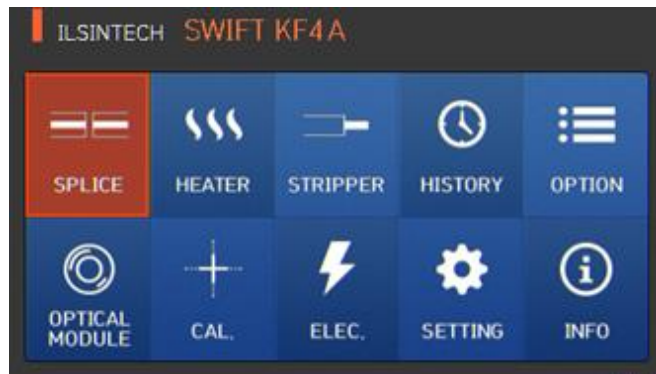 ILSINTECH SWIFT KF4A
SPLICE HEATER STRIPPER HISTORY OPTION
OPTICAL MODULE CAL. ELEC. SETTING INFO